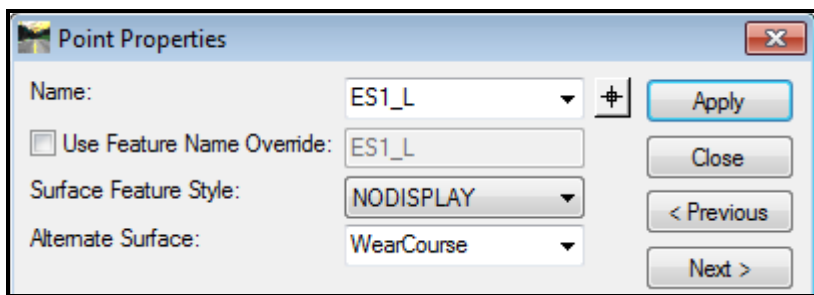 Point Properties
Name: ES1_L Apply
Use Feature Name Override: ES1_L Close
Surface Feature Style: NODISPLAY < Previous
Alternate Surface: WearCourse Next >